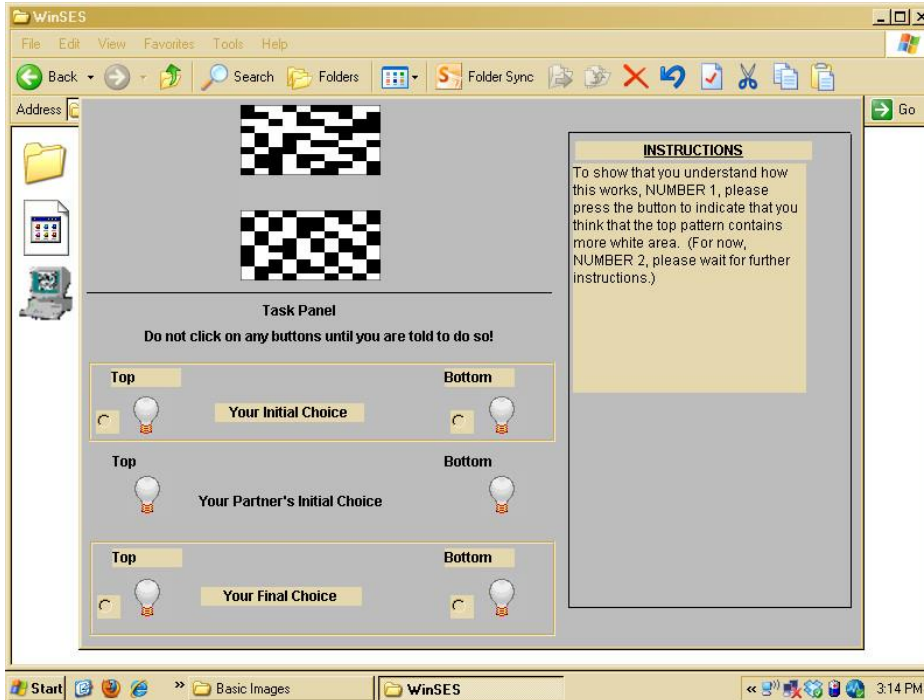 WinSES
File Edit View Favorites Tools Help
Back Search Folders Folder Sync
Address Go
INSTRUCTIONS
To show that you understand how
this works, NUMBER 1, please
press the button to indicate that you
think that the top pattern contains
more white area. (For now,
NUMBER 2, please wait for further
instructions.)
Task Panel
Do not click on any buttons until you are told to do so!
Top Bottom
Your Initial Choice
Top Bottom
Your Partner's Initial Choice
Top Bottom
Your Final Choice
Start » Basic Images WinSES « 3:14 PM